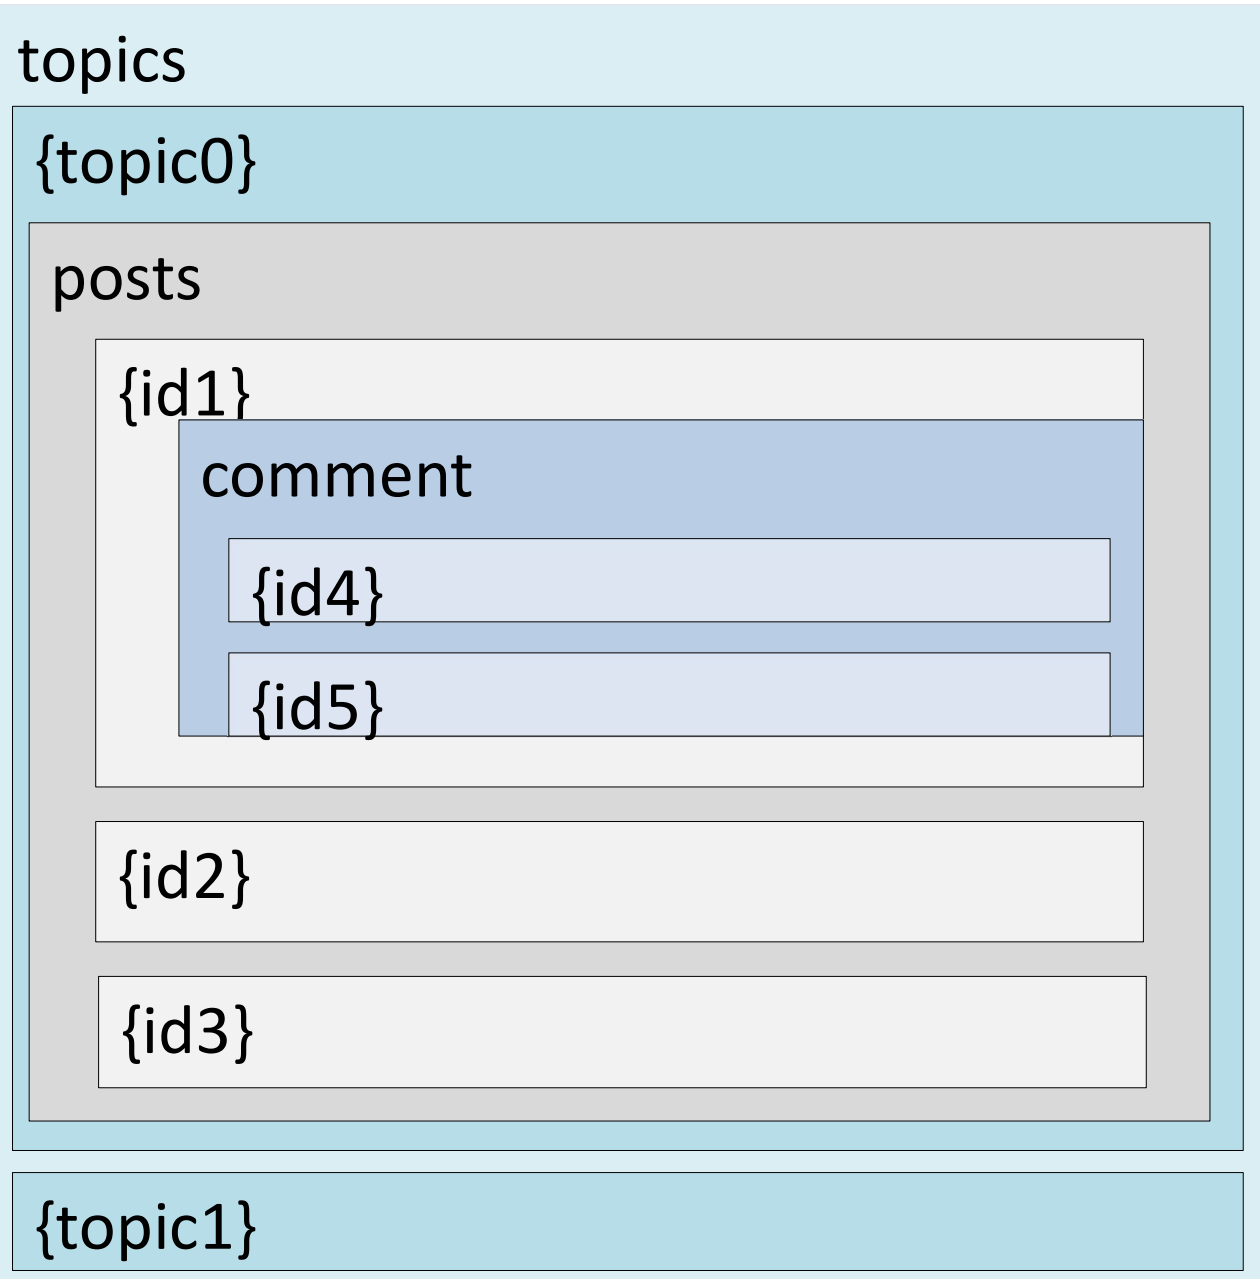 topics
{topic0}
posts
{id1}
comment
{id4}
{id5}
{id2}
{id3}
{topic1}